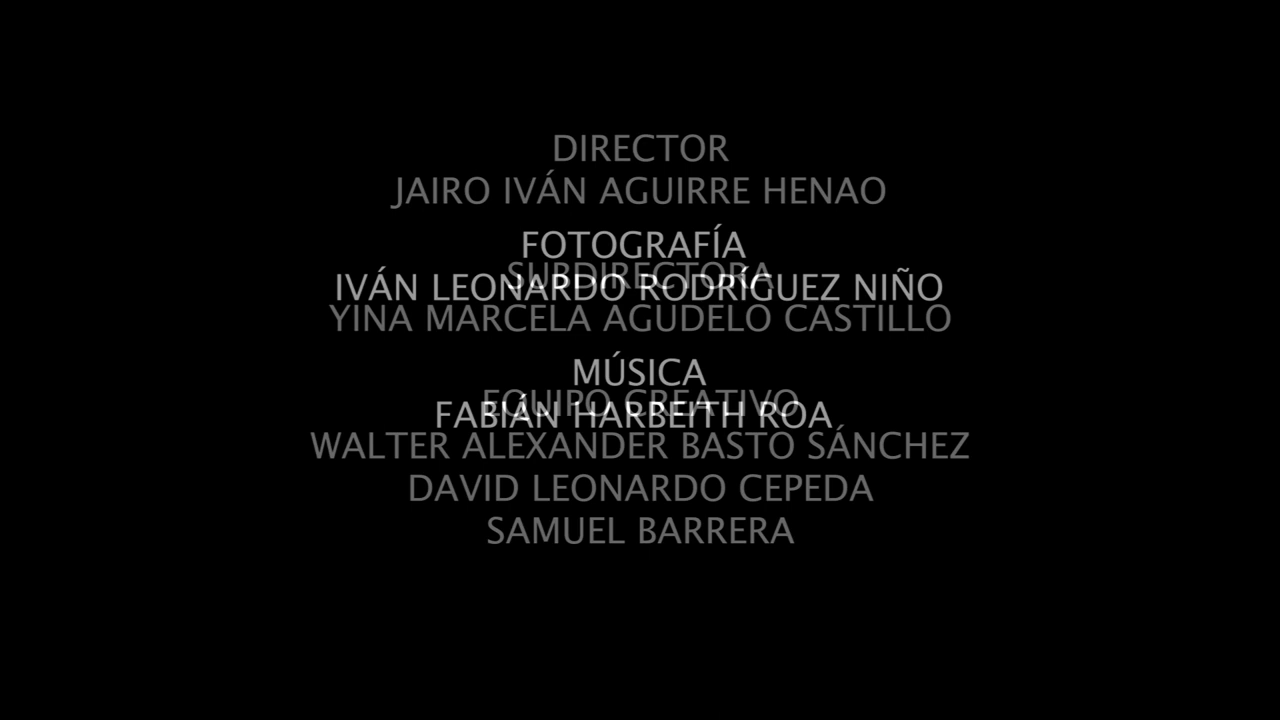 DIRECTOR
JAIRO IVÁN AGUIRRE HENAO
FOTOGRAFÍA
SUBDIRECTORA
IVÁN LEONARDO RODRÍGUEZ NIÑO
YINA MARCELA AGUDELO CASTILLO
MÚSICA
EQUIPO CREATIVO
FABIÁN HARBEITH ROA
WALTER ALEXANDER BASTO SÁNCHEZ
DAVID LEONARDO CEPEDA
SAMUEL BARRERA